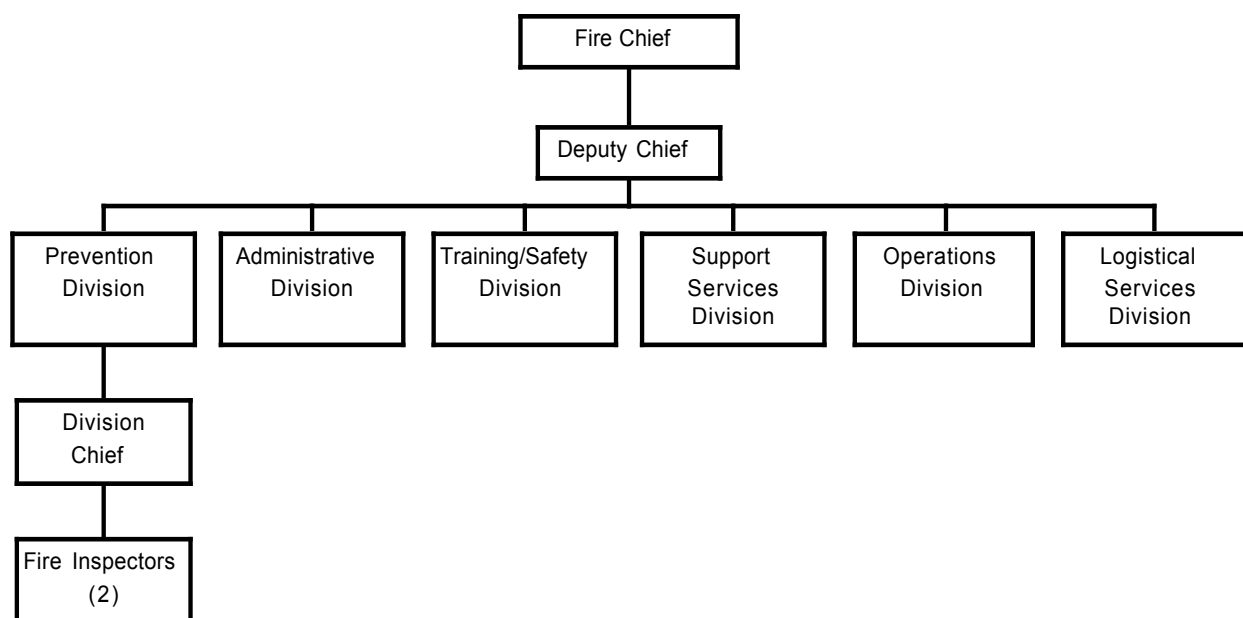 Fire Chief
Deputy Chief
Prevention
Division
Administrative
Division
Training/Safety
Division
Support
Services
Division
Operations
Division
Logistical
Services
Division
Division
Chief
Fire Inspectors
(2)